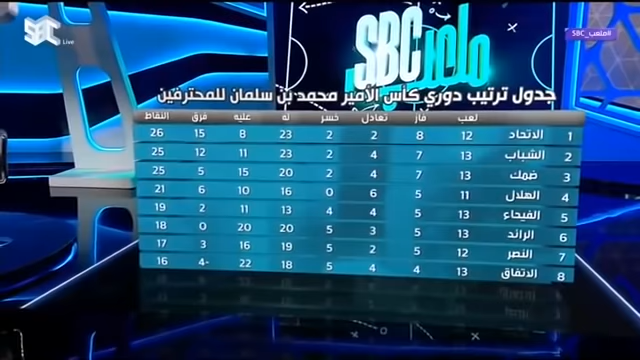 SBC Live
SBC ملعب
#ملعب_SBC
جدول ترتيب دوري كأس الأمير محمد بن سلمان للمحترفين
لعب فاز تعادل خسر له عليه فرق النقاط
1 الاتحاد 12 8 2 2 23 8 15 26
2 الشباب 13 7 4 2 23 11 12 25
3 ضمك 13 7 4 2 20 15 5 25
4 الهلال 11 5 6 0 16 10 6 21
5 الفيحاء 13 5 4 4 13 11 2 19
6 الرائد 13 5 3 5 20 20 0 18
7 النصر 12 5 2 5 19 16 3 17
8 الاتفاق 13 4 4 5 18 22 -4 16